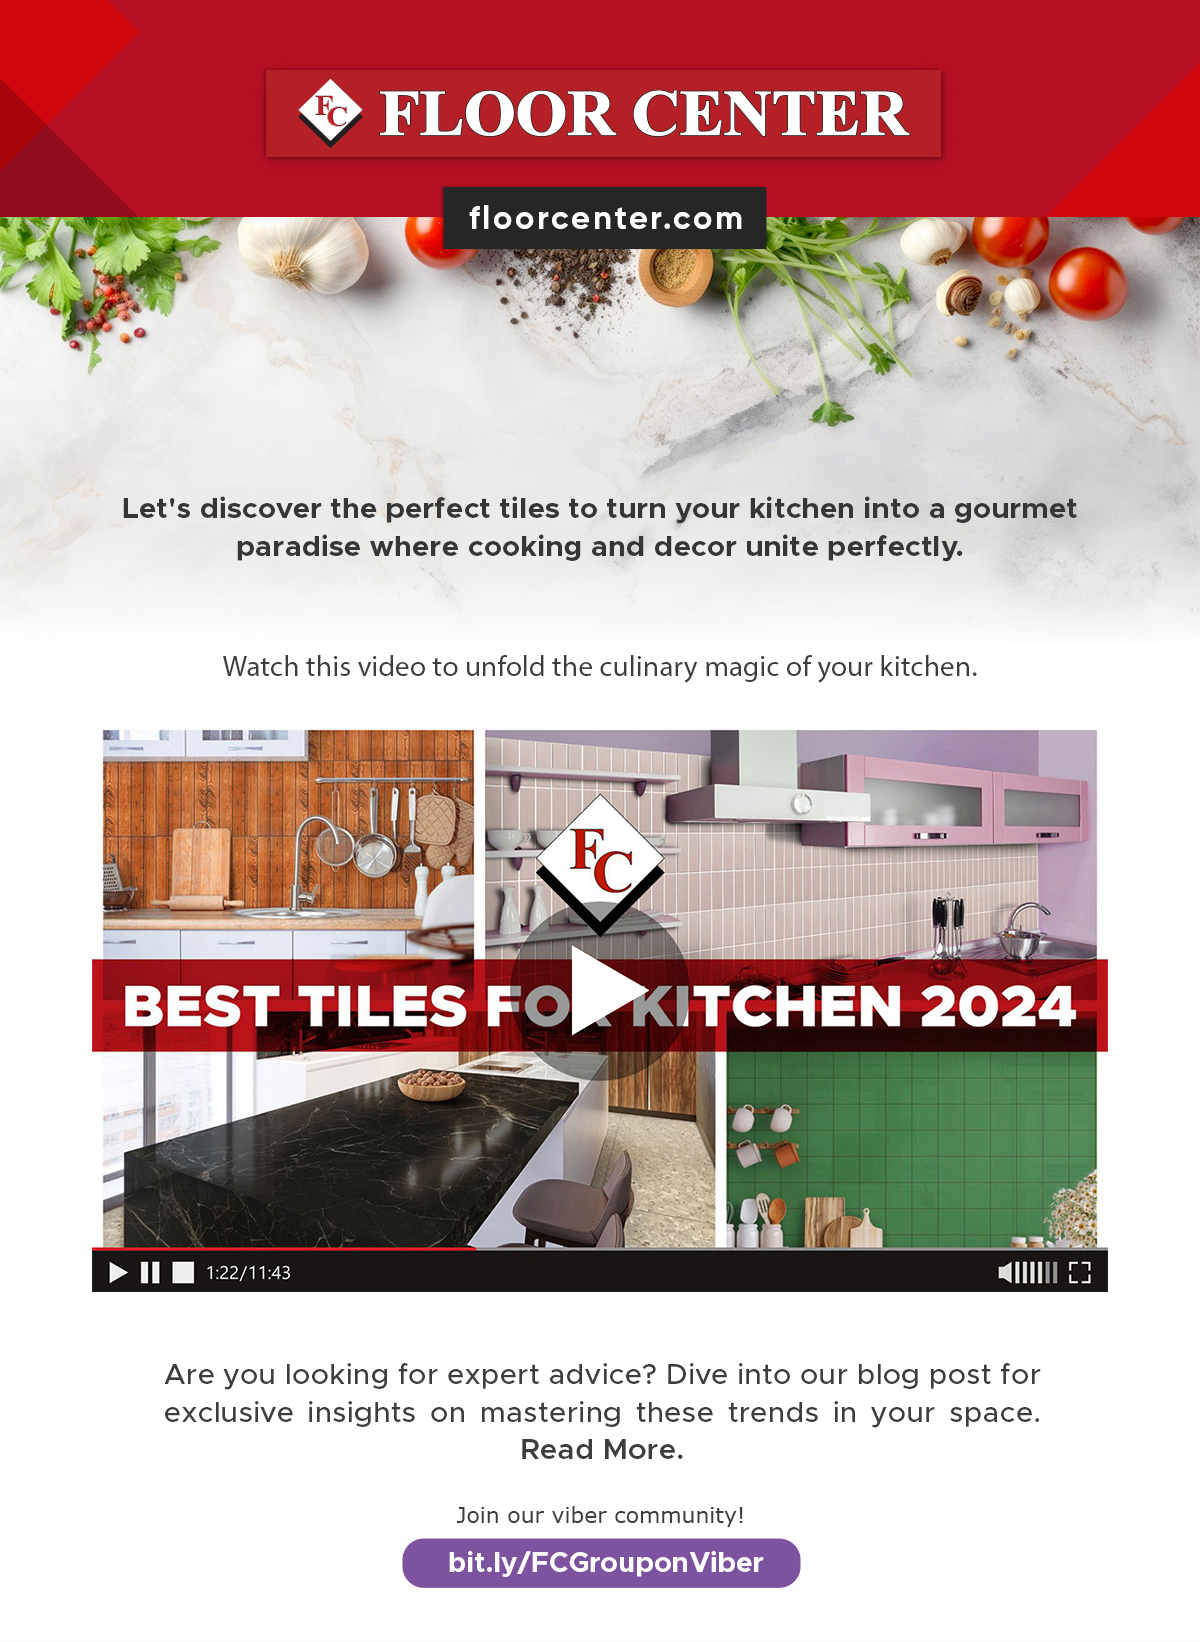 FC FLOOR CENTER
floorcenter.com
Let's discover the perfect tiles to turn your kitchen into a gourmet
paradise where cooking and decor unite perfectly.
Watch this video to unfold the culinary magic of your kitchen.
FC
BEST TILES FOR KITCHEN 2024
1:22/11:43
Are you looking for expert advice? Dive into our blog post for
exclusive insights on mastering these trends in your space.
Read More.
Join our viber community!
bit.ly/FCGrouponViber